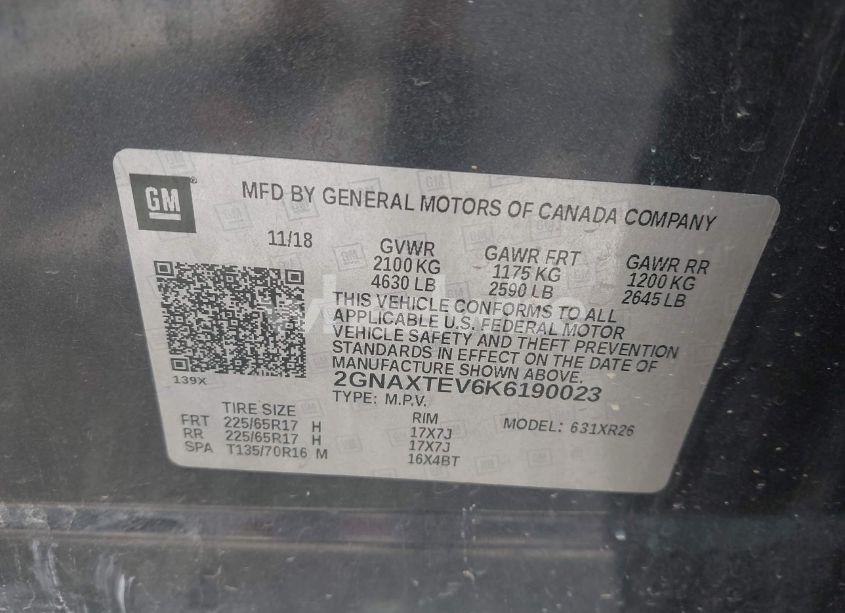 GM
MFD BY GENERAL MOTORS OF CANADA COMPANY
11/18
GVWR
2100 KG
4630 LB
GAWR FRT
1175 KG
2590 LB
GAWR RR
1200 KG
2645 LB
THIS VEHICLE CONFORMS TO ALL
APPLICABLE U.S. FEDERAL MOTOR
VEHICLE SAFETY AND THEFT PREVENTION
STANDARDS IN EFFECT ON THE DATE OF
MANUFACTURE SHOWN ABOVE.
2GNAXTEV6K6190023
TYPE: M.P.V.
139X
TIRE SIZE
FRT 225/65R17 H
RR 225/65R17 H
SPA T135/70R16 M
RIM
17X7J
17X7J
16X4BT
MODEL: 631XR26